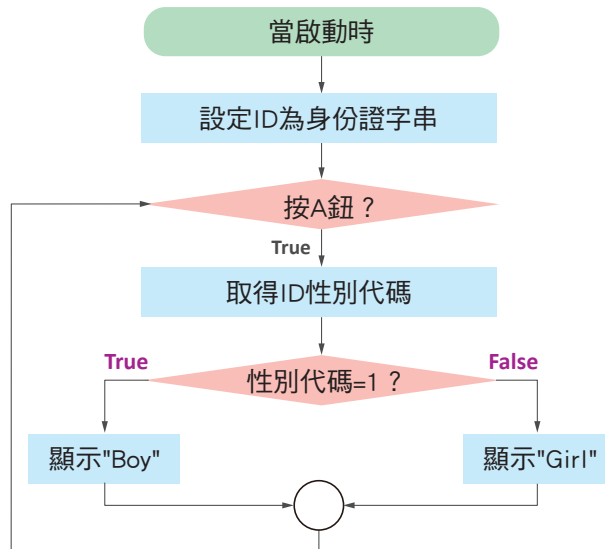 當啟動時
設定ID為身份證字串
按A鈕？
True
取得ID性別代碼
True
False
性別代碼=1？
顯示"Boy"
顯示"Girl"